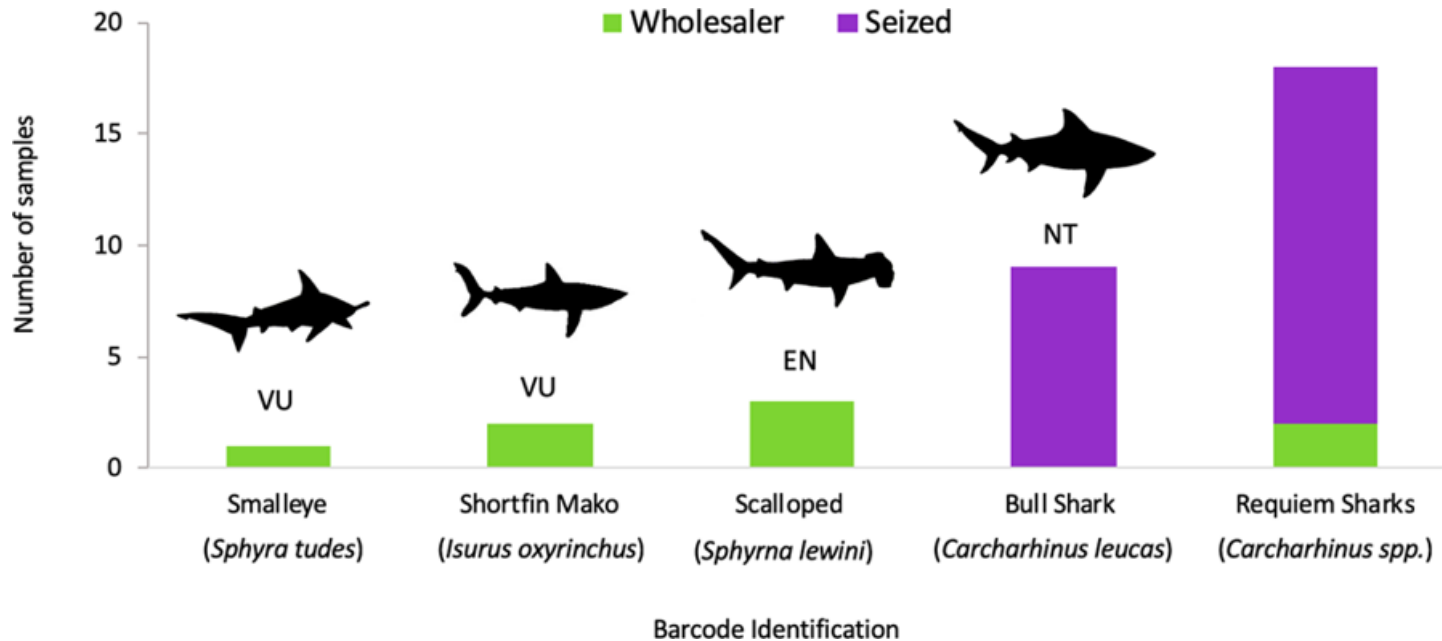 Wholesaler Seized
Number of samples
20
15
10
5
0
VU
VU
EN
NT
Smalleye
(Sphyra tudes)
Shortfin Mako
(Isurus oxyrinchus)
Scalloped
(Sphyrna lewini)
Bull Shark
(Carcharhinus leucas)
Requiem Sharks
(Carcharhinus spp.)
Barcode Identification